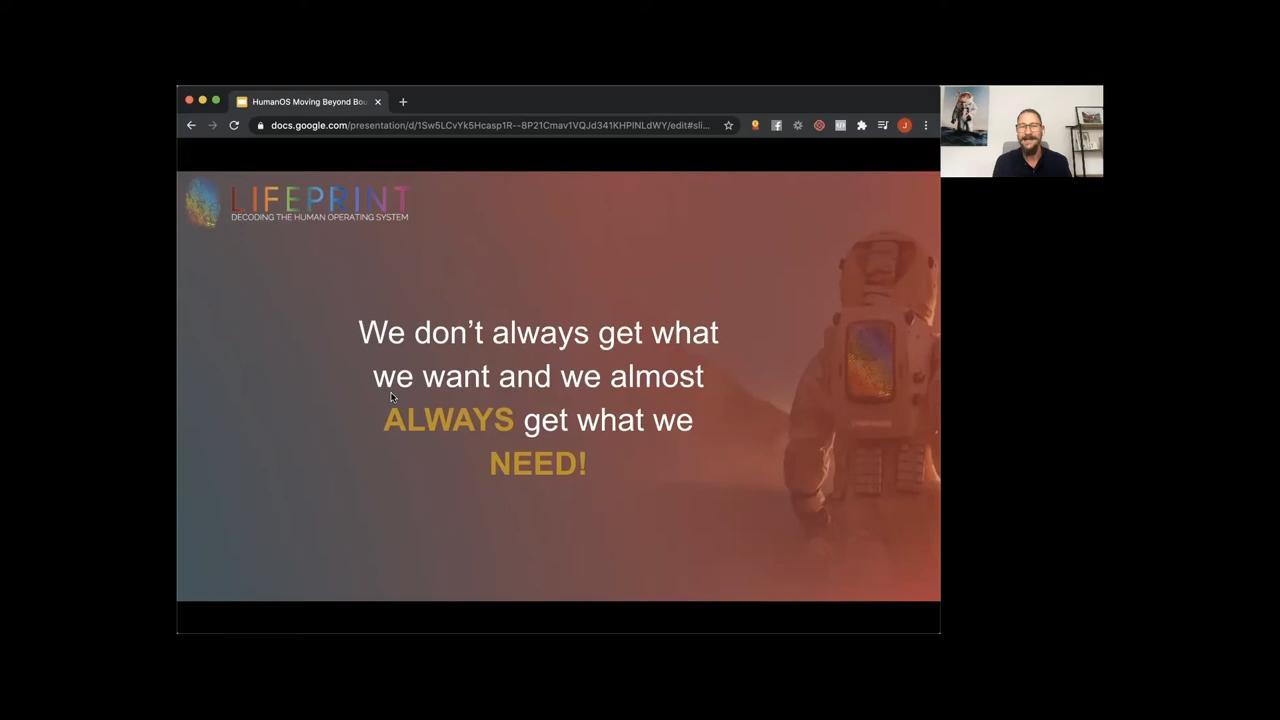 HumanOS Moving Beyond Bou
docs.google.com/presentation/d/1Sw5LCvYk5Hcasp1R--8P21Cmav1VQJd341KHPINLdWY/edit#sli...
J
LIFEPRINT
DECODING THE HUMAN OPERATING SYSTEM
We don’t always get what
we want and we almost
ALWAYS get what we
NEED!